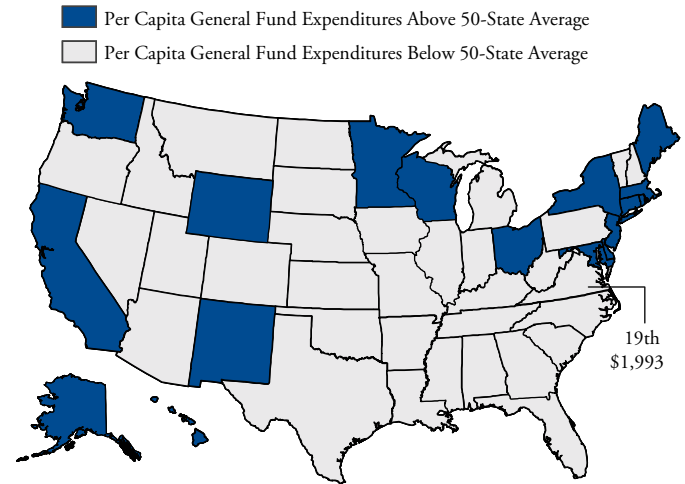 Per Capita General Fund Expenditures Above 50-State Average
Per Capita General Fund Expenditures Below 50-State Average
19th
$1,993